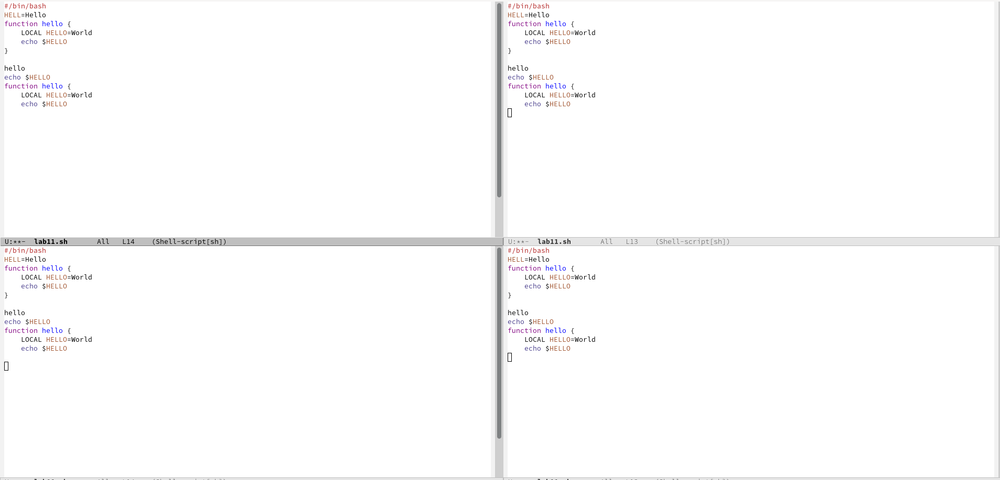 #/bin/bash
HELL=Hello
function hello {
    LOCAL HELLO=World
    echo $HELLO
}
hello
echo $HELLO
function hello {
    LOCAL HELLO=World
    echo $HELLO
U:**-  lab11.sh       All   L14    (Shell-script[sh])
#/bin/bash
HELL=Hello
function hello {
    LOCAL HELLO=World
    echo $HELLO
}
hello
echo $HELLO
function hello {
    LOCAL HELLO=World
    echo $HELLO
U:**-  lab11.sh       All   L13    (Shell-script[sh])
#/bin/bash
HELL=Hello
function hello {
    LOCAL HELLO=World
    echo $HELLO
}
hello
echo $HELLO
function hello {
    LOCAL HELLO=World
    echo $HELLO
#/bin/bash
HELL=Hello
function hello {
    LOCAL HELLO=World
    echo $HELLO
}
hello
echo $HELLO
function hello {
    LOCAL HELLO=World
    echo $HELLO